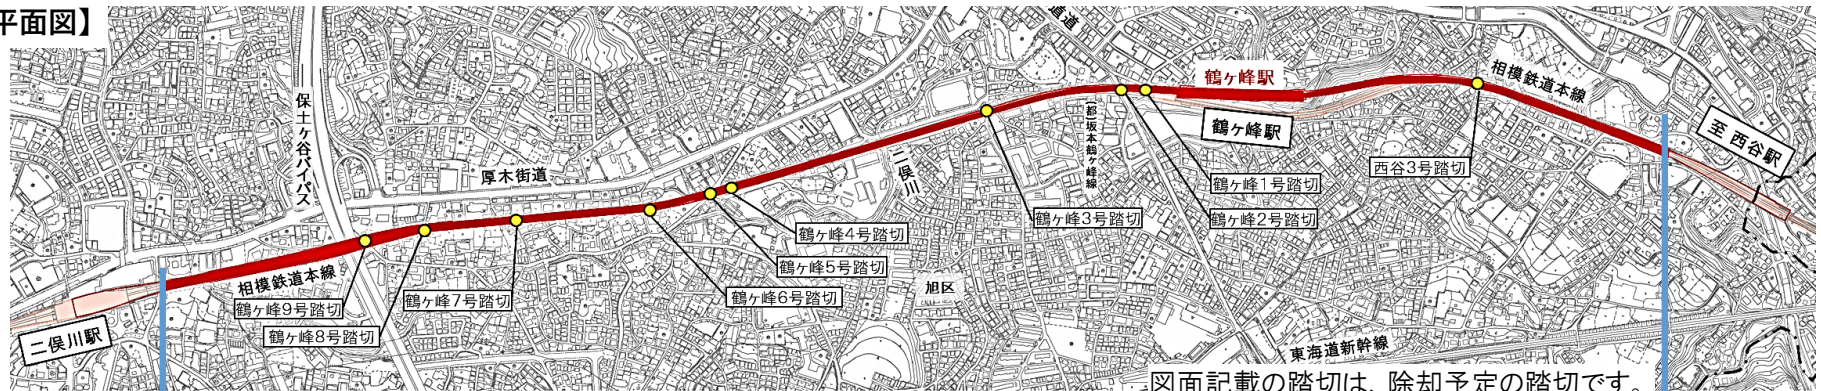 平面図】
保土ヶ谷バイパス
厚木街道
二俣川
(都)坂本鶴ヶ峰線
鶴ヶ峰駅
鶴ヶ峰駅
相模鉄道本線
至 西谷駅
西谷3号踏切
鶴ヶ峰1号踏切
鶴ヶ峰2号踏切
鶴ヶ峰3号踏切
鶴ヶ峰4号踏切
鶴ヶ峰5号踏切
鶴ヶ峰6号踏切
鶴ヶ峰7号踏切
鶴ヶ峰8号踏切
鶴ヶ峰9号踏切
相模鉄道本線
二俣川駅
旭区
東海道新幹線
図面記載の踏切は、除却予定の踏切です。